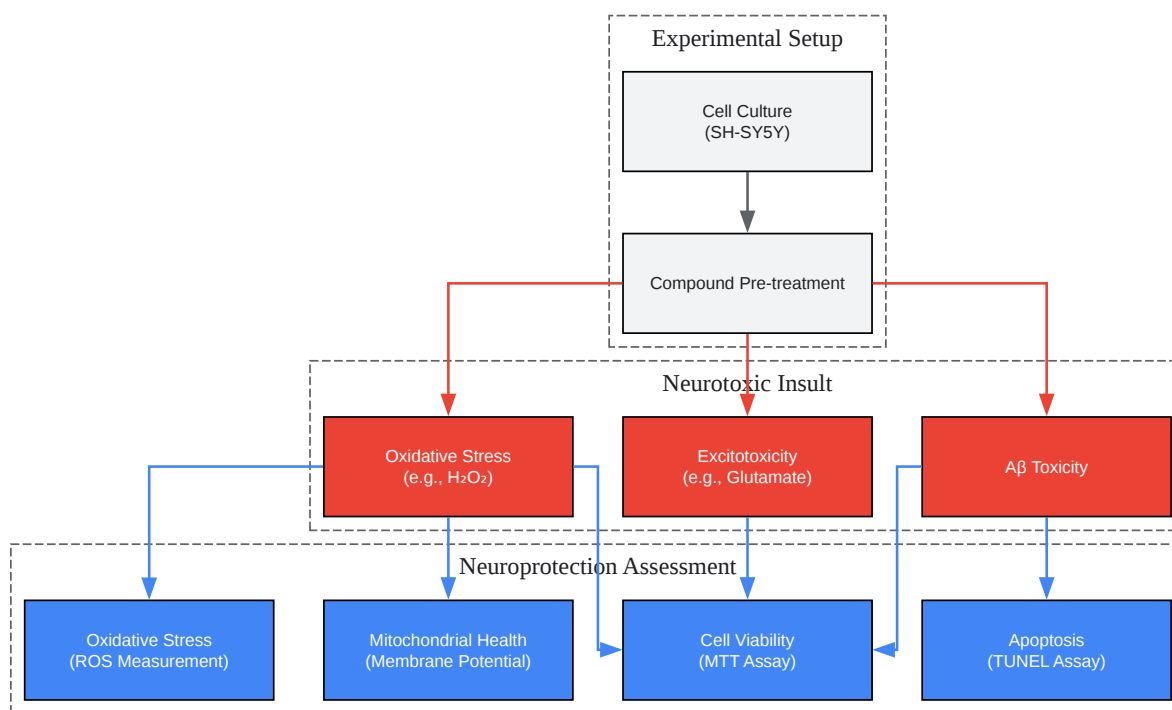 Experimental Setup
Cell Culture
(SH-SY5Y)
Compound Pre-treatment
Neurotoxic Insult
Oxidative Stress
(e.g., H₂O₂)
Excitotoxicity
(e.g., Glutamate)
Aβ Toxicity
Neuroprotection Assessment
Oxidative Stress
(ROS Measurement)
Mitochondrial Health
(Membrane Potential)
Cell Viability
(MTT Assay)
Apoptosis
(TUNEL Assay)